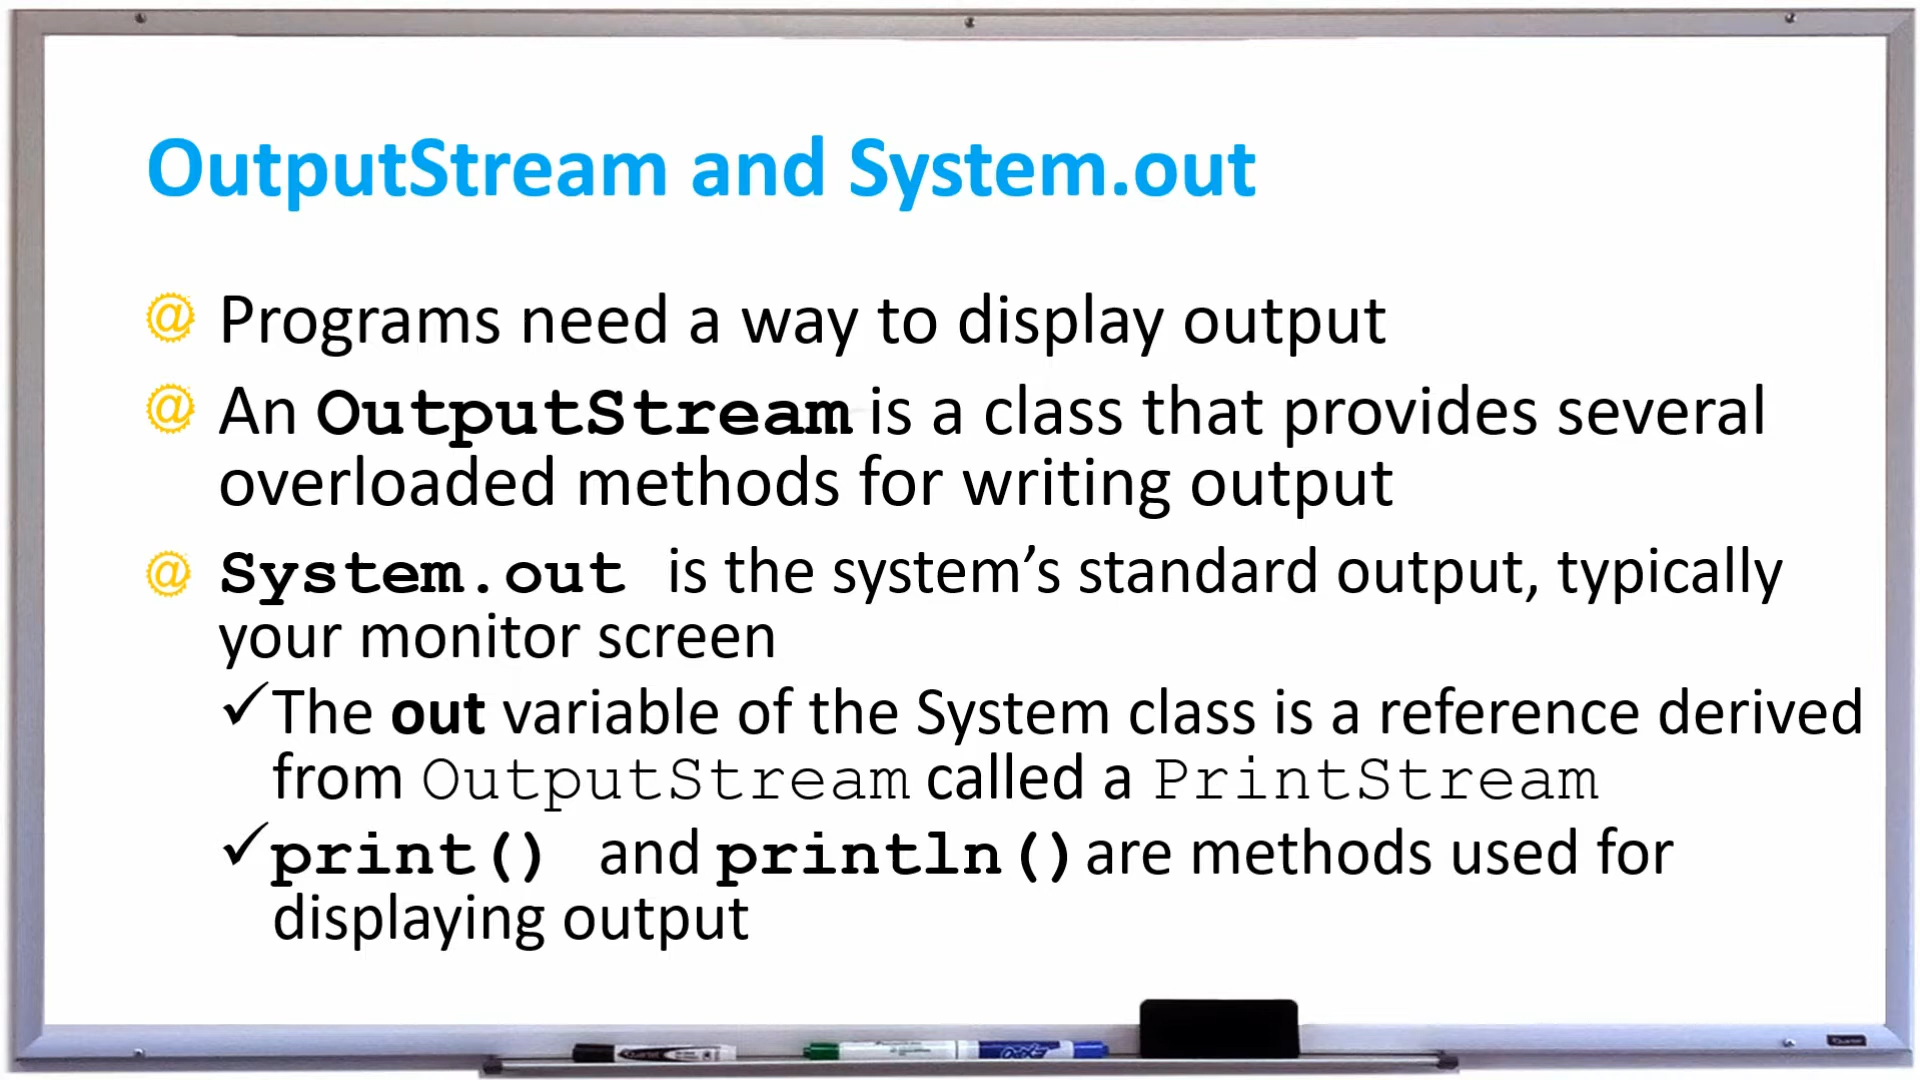 OutputStream and System.out
@ Programs need a way to display output
@ An OutputStream is a class that provides several
overloaded methods for writing output
@ System.out is the system’s standard output, typically
your monitor screen
✓The out variable of the System class is a reference derived
from OutputStream called a PrintStream
✓print() and println() are methods used for
displaying output